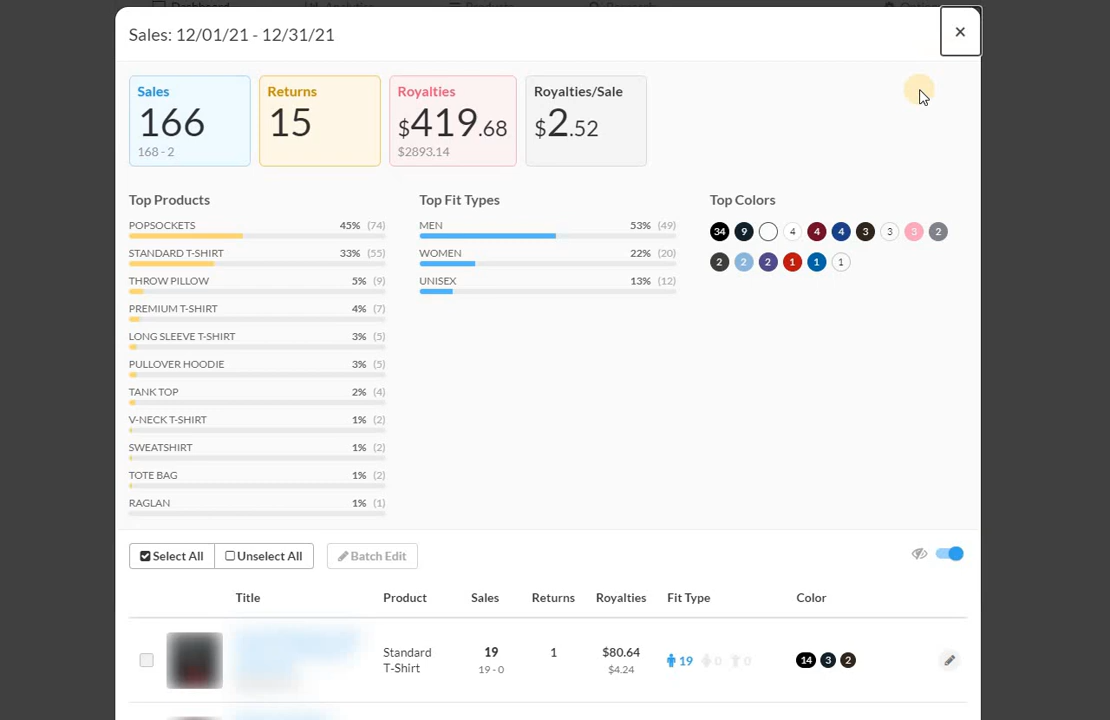 Sales: 12/01/21 - 12/31/21
×
Sales
166
168 - 2
Returns
15
Royalties
$419.68
$2893.14
Royalties/Sale
$2.52
Top Products
POPSOCKETS 45% (74)
STANDARD T-SHIRT 33% (55)
THROW PILLOW 5% (9)
PREMIUM T-SHIRT 4% (7)
LONG SLEEVE T-SHIRT 3% (5)
PULLOVER HOODIE 3% (5)
TANK TOP 2% (4)
V-NECK T-SHIRT 1% (2)
SWEATSHIRT 1% (2)
TOTE BAG 1% (2)
RAGLAN 1% (1)
Top Fit Types
MEN 53% (49)
WOMEN 22% (20)
UNISEX 13% (12)
Top Colors
34 9 4 4 4 3 3 3 2
2 2 2 1 1 1
Select All Unselect All Batch Edit
Title Product Sales Returns Royalties Fit Type Color
Standard
T-Shirt
19
19 - 0
1
$80.64
$4.24
19 0 0
14 3 2